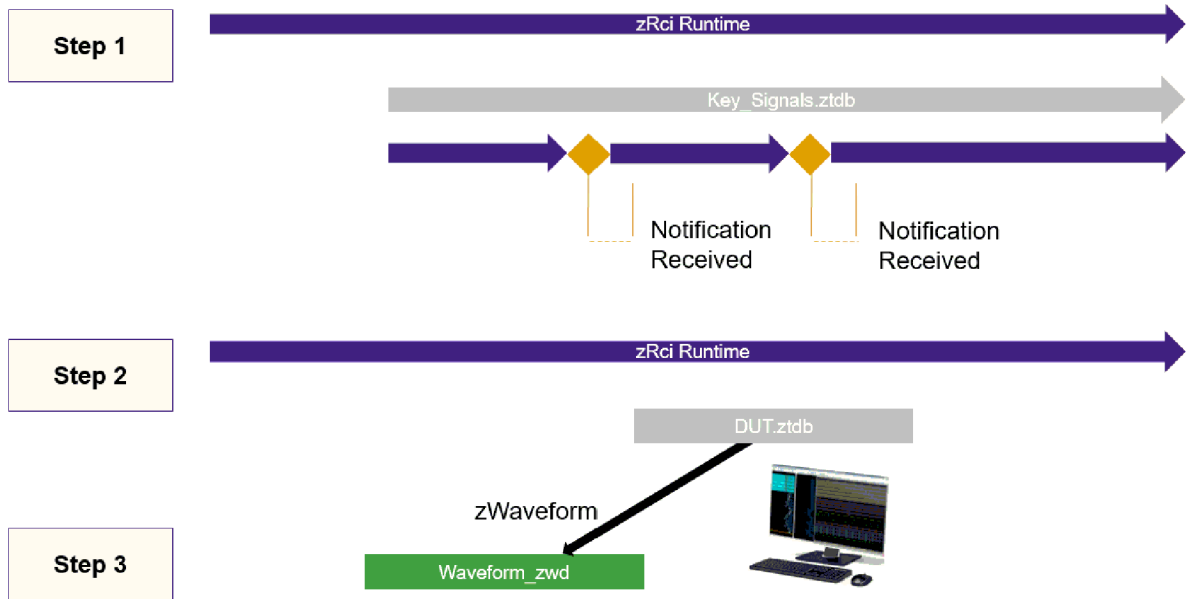 Step 1
zRci Runtime
Key_Signals.ztdb
Notification
Received
Notification
Received
Step 2
zRci Runtime
DUT.ztdb
zWaveform
Step 3
Waveform_zwd